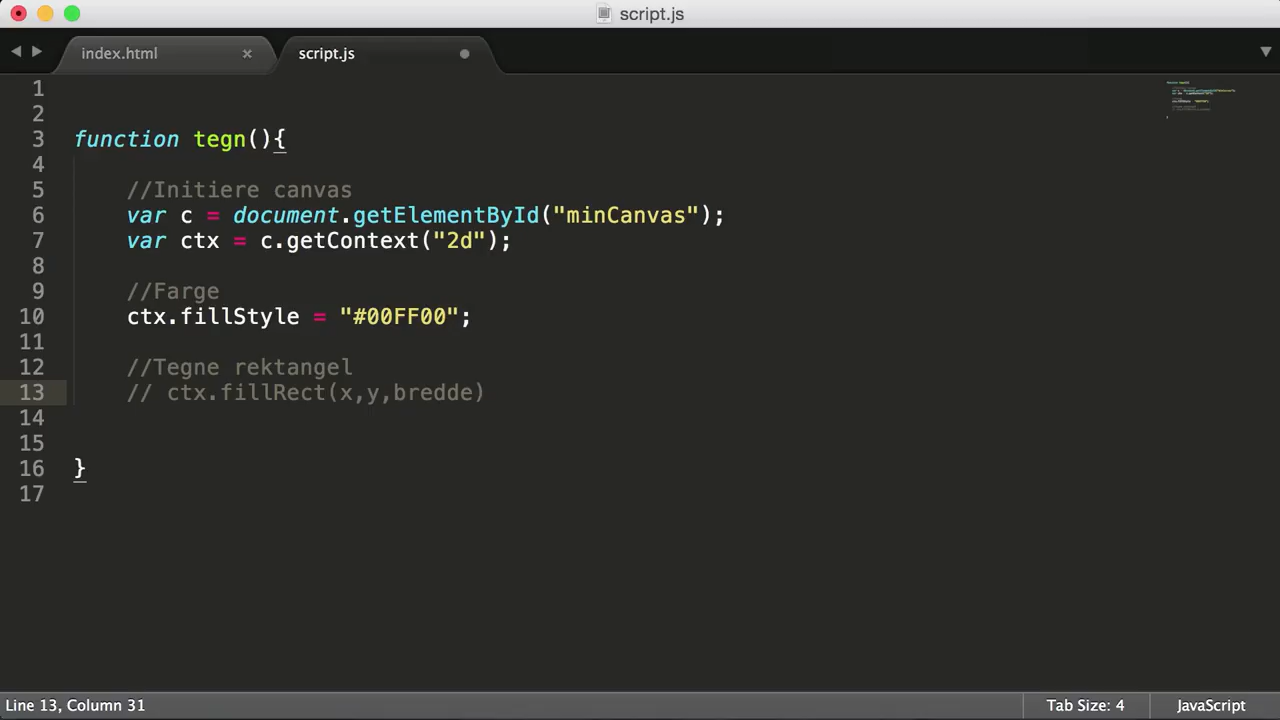 script.js
index.html
script.js
1
2
3 function tegn(){
4
5 //Initiere canvas
6 var c = document.getElementById("minCanvas");
7 var ctx = c.getContext("2d");
8
9 //Farge
10 ctx.fillStyle = "#00FF00";
11
12 //Tegne rektangel
13 // ctx.fillRect(x,y,bredde)
14
15
16 }
17
Line 13, Column 31
Tab Size: 4
JavaScript